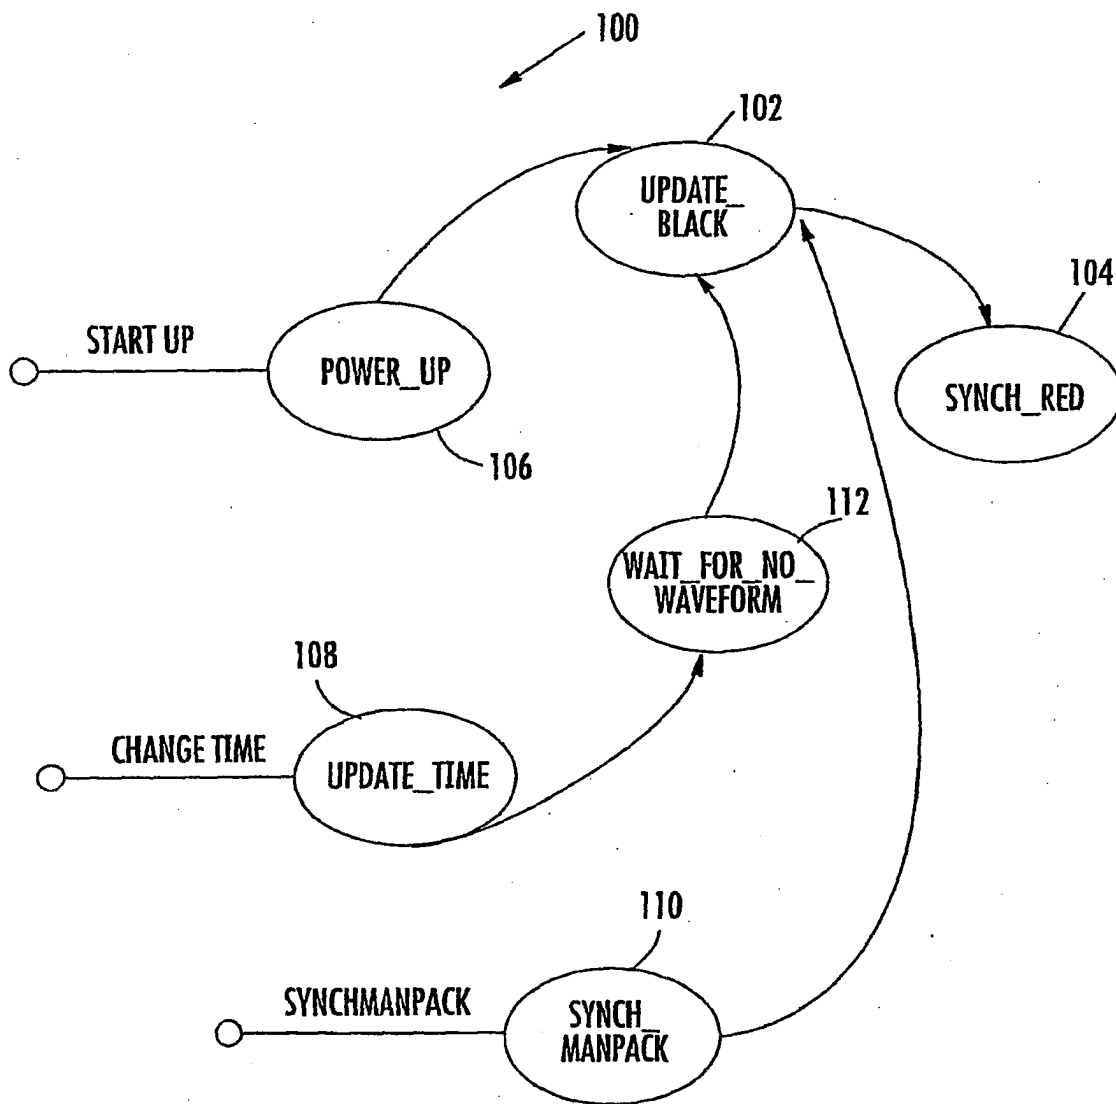 100
102
UPDATE_
BLACK
104
START UP
POWER_UP
SYNCH_RED
106
112
WAIT_FOR_NO_
WAVEFORM
108
CHANGE TIME
UPDATE_TIME
110
SYNCHMANPACK
SYNCH_
MANPACK